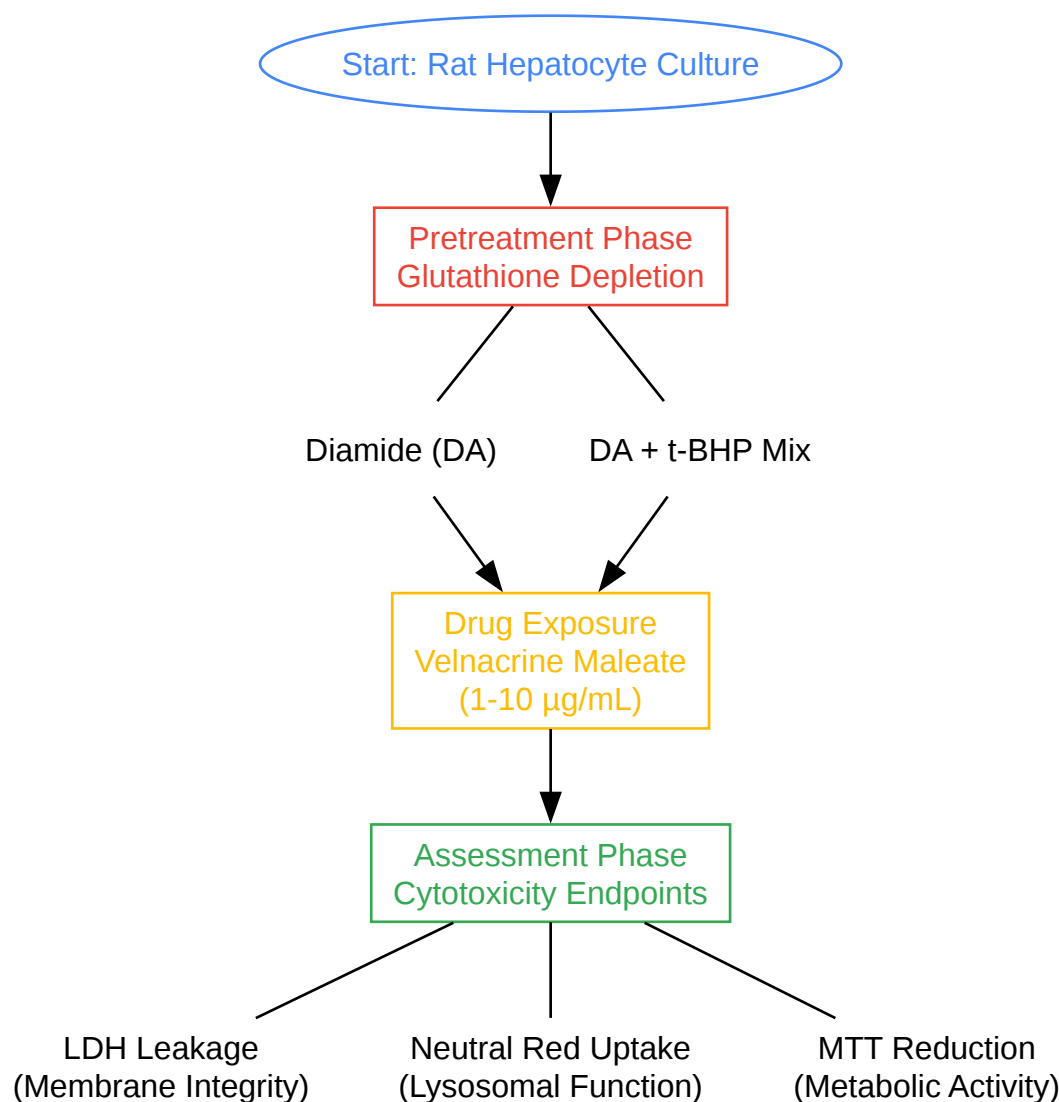 Start: Rat Hepatocyte Culture
Pretreatment Phase
Glutathione Depletion
Diamide (DA)
DA + t-BHP Mix
Drug Exposure
Velnacrine Maleate
(1-10 µg/mL)
Assessment Phase
Cytotoxicity Endpoints
LDH Leakage
(Membrane Integrity)
Neutral Red Uptake
(Lysosomal Function)
MTT Reduction
(Metabolic Activity)